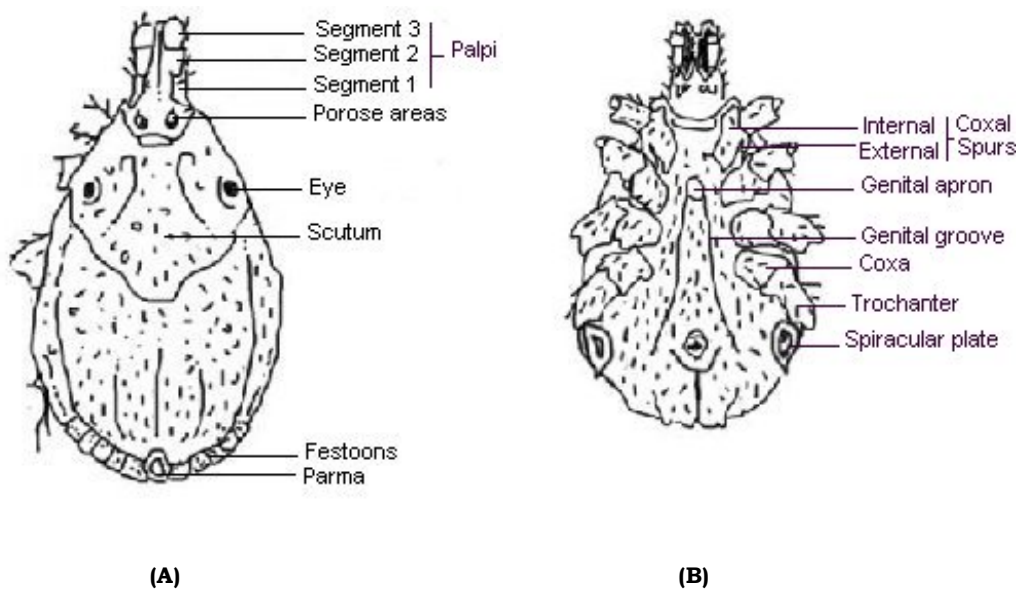 Segment 3
Segment 2
Palpi
Segment 1
Porose areas
Eye
Scutum
Festoons
Parma
(A)
Internal
Coxal
External
Spurs
Genital apron
Genital groove
Coxa
Trochanter
Spiracular plate
(B)